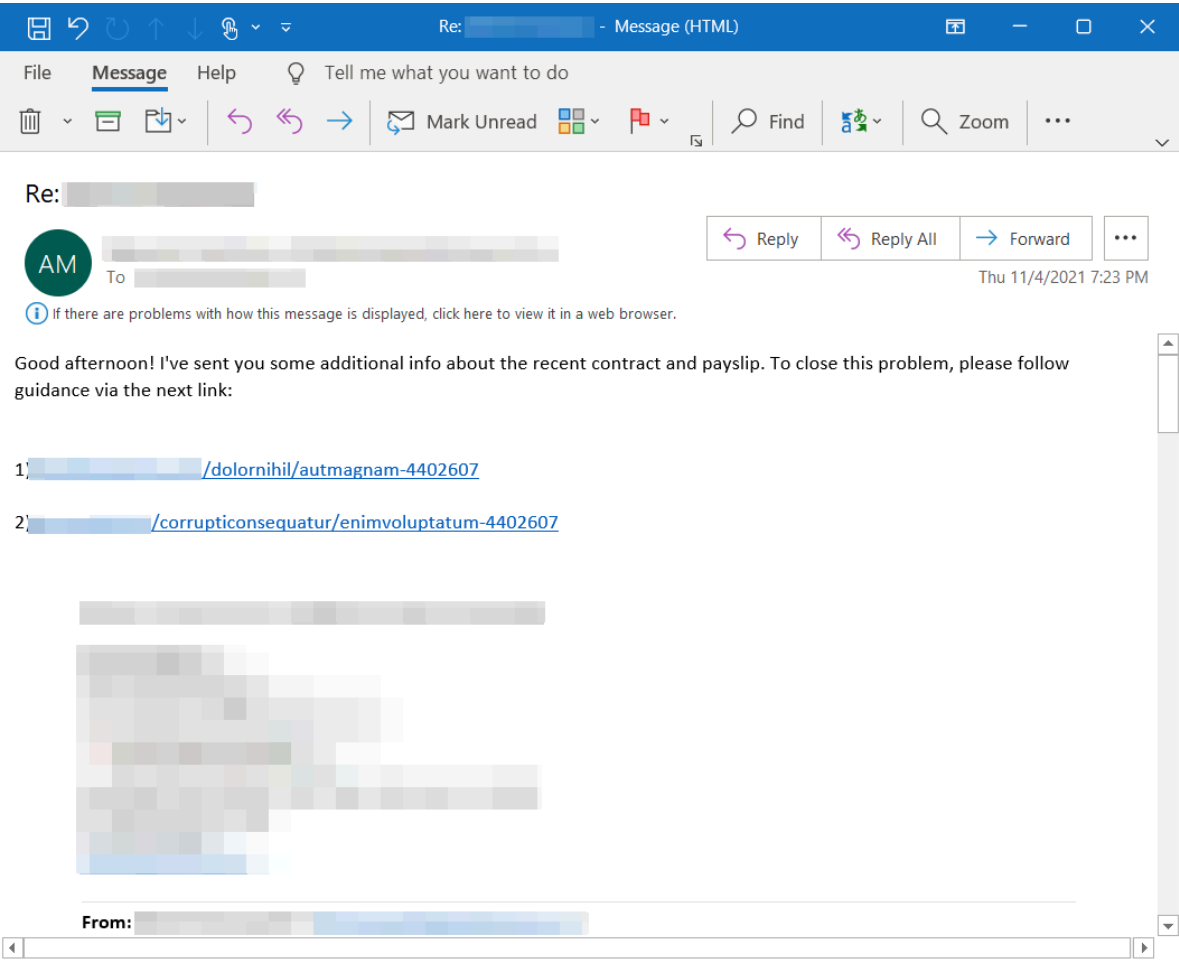 Re: - Message (HTML)
File Message Help Tell me what you want to do
Mark Unread Find Zoom
Re:
AM
Reply Reply All Forward
To
Thu 11/4/2021 7:23 PM
If there are problems with how this message is displayed, click here to view it in a web browser.
Good afternoon! I've sent you some additional info about the recent contract and payslip. To close this problem, please follow
guidance via the next link:
1) /dolornihil/autmagnam-4402607
2) /corrupticonsequatur/enimvoluptatum-4402607
From: